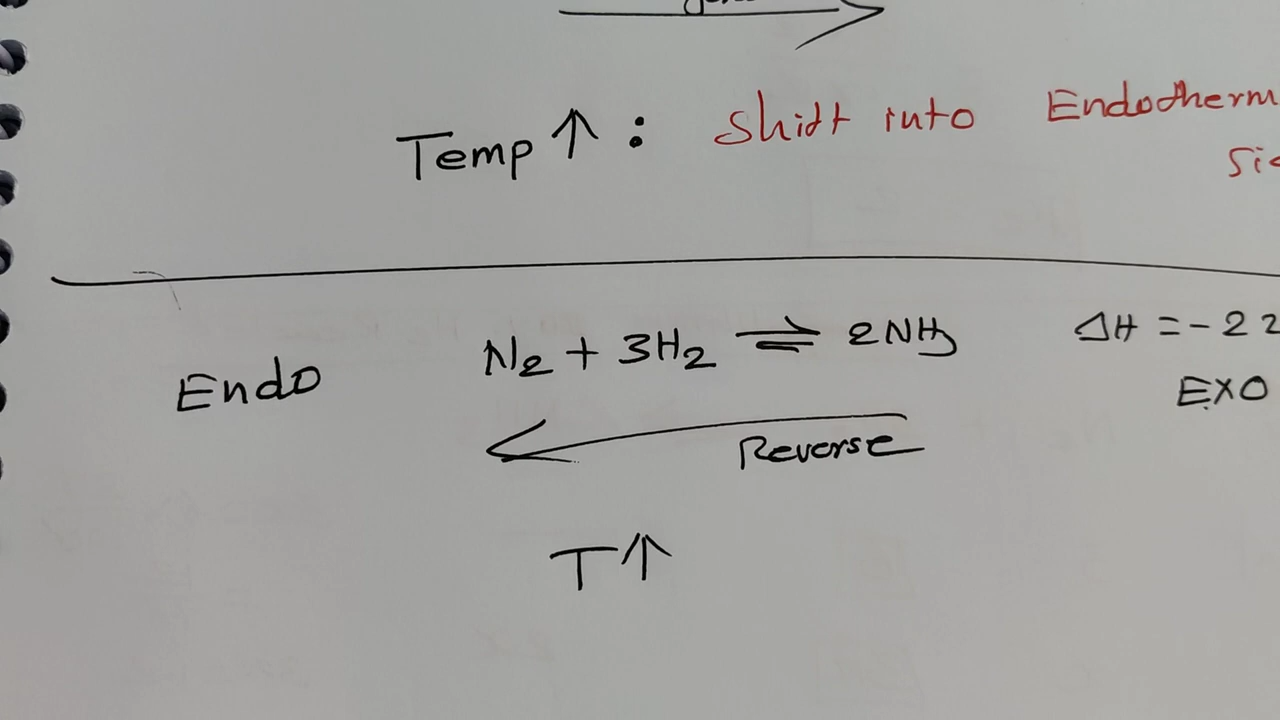 Temp ↑ : Shift into Endotherm
N2 + 3H2 ⇌ 2NH3 ΔH = -22
Endo EXO
Reverse
T↑